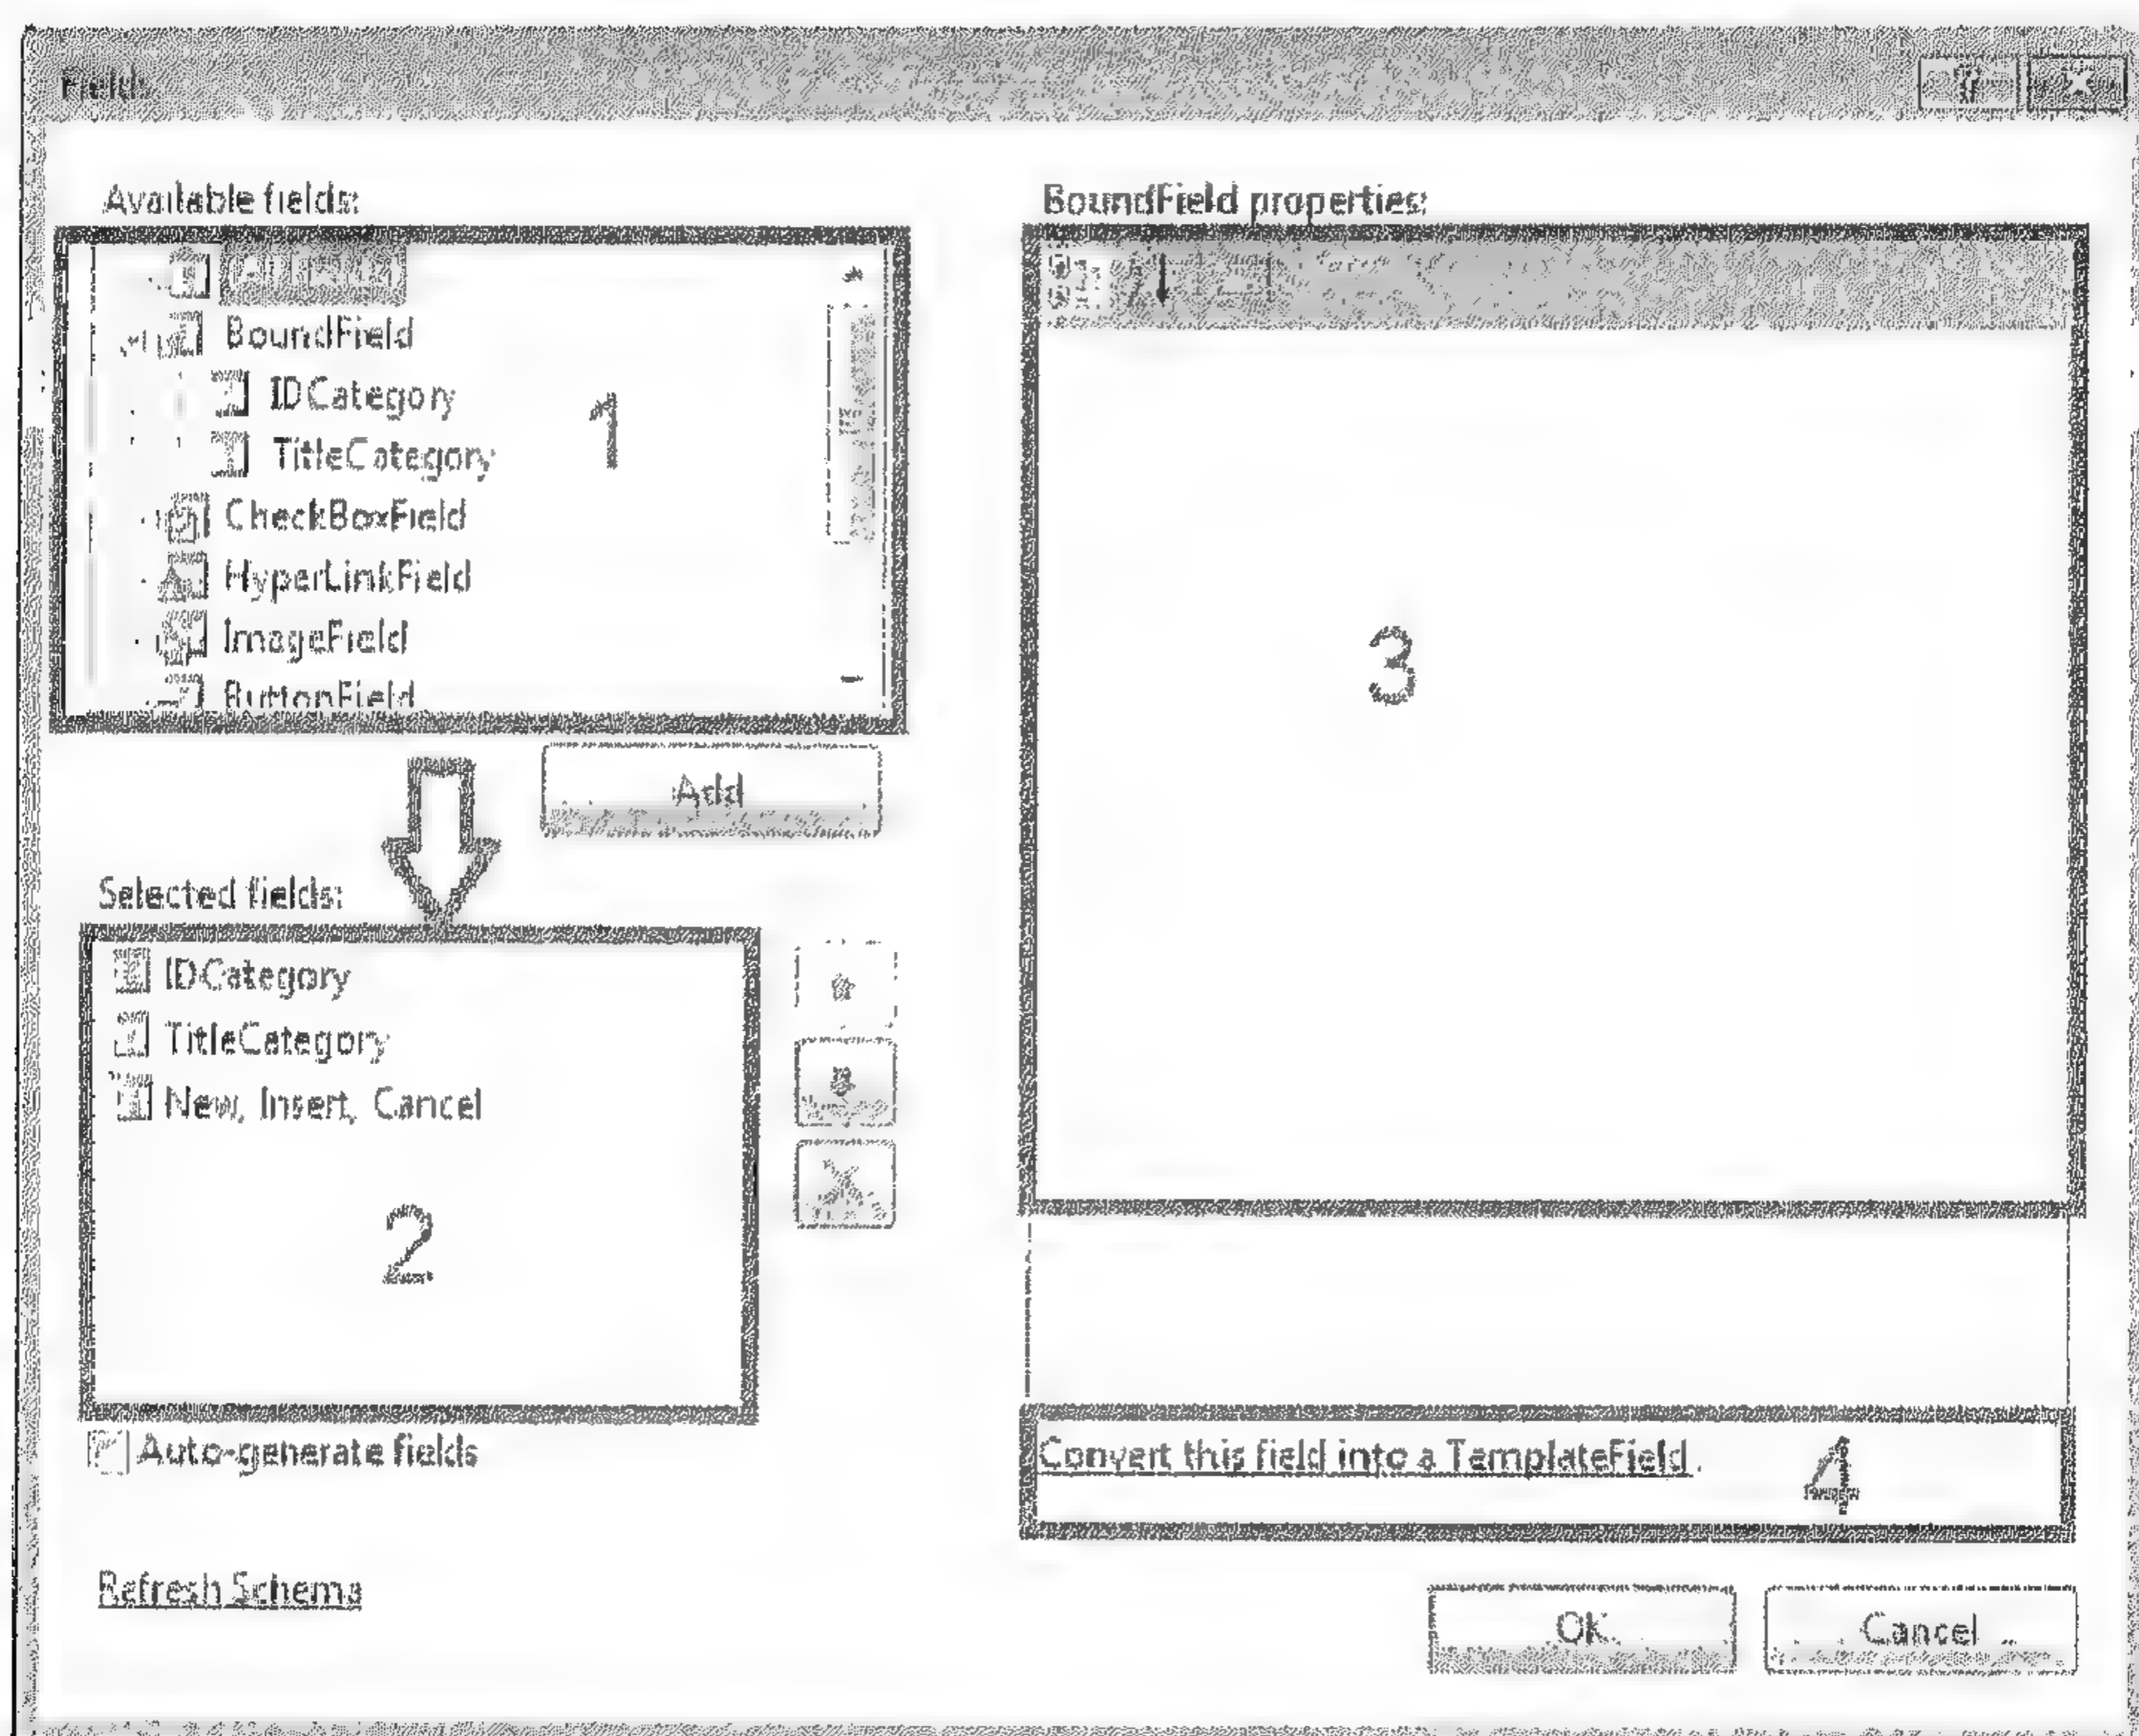 Fields
Available fields:
BoundField
IDCategory
TitleCategory
1
CheckBoxField
HyperLinkField
ImageField
ButtonField
Add
Selected fields:
IDCategory
TitleCategory
New, Insert, Cancel
2
Auto-generate fields
Refresh Schema
BoundField properties:
3
Convert this field into a TemplateField.
4
OK
Cancel